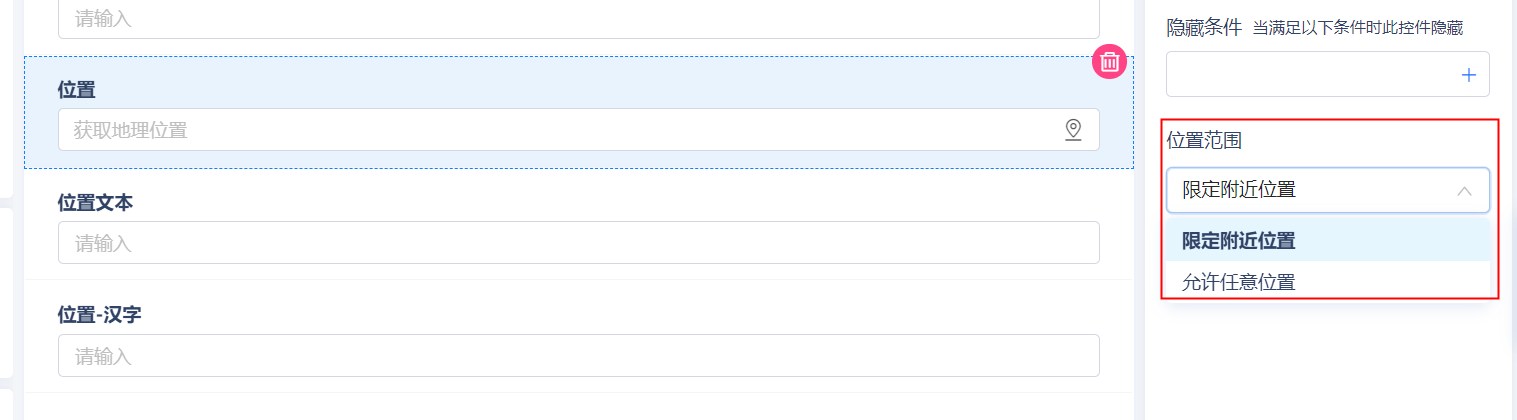 请输入
位置
获取地理位置
位置文本
请输入
位置-汉字
请输入
隐藏条件 当满足以下条件时此控件隐藏
位置范围
限定附近位置
限定附近位置
允许任意位置